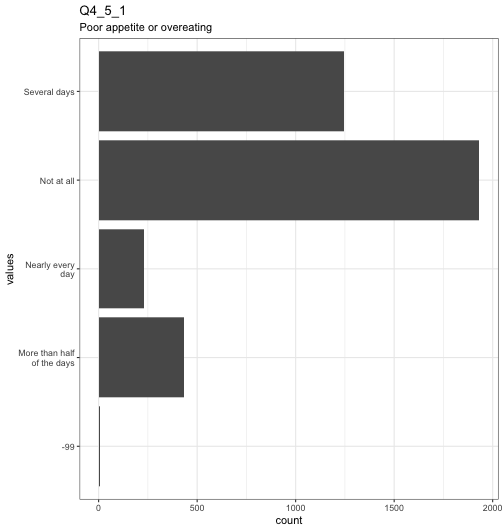 Q4_5_1
Poor appetite or overeating
values
Several days
Not at all
Nearly every
day
More than half
of the days
-99
0
500
1000
1500
2000
count